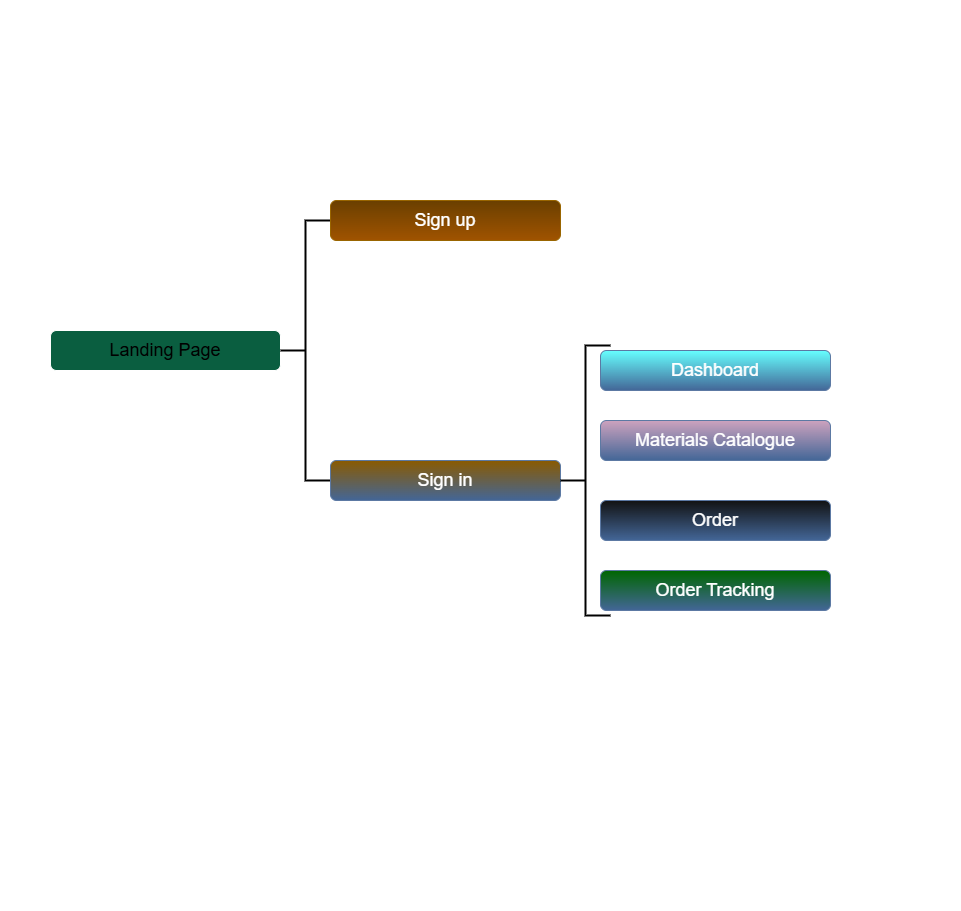 Sign up
Landing Page
Dashboard
Materials Catalogue
Sign in
Order
Order Tracking